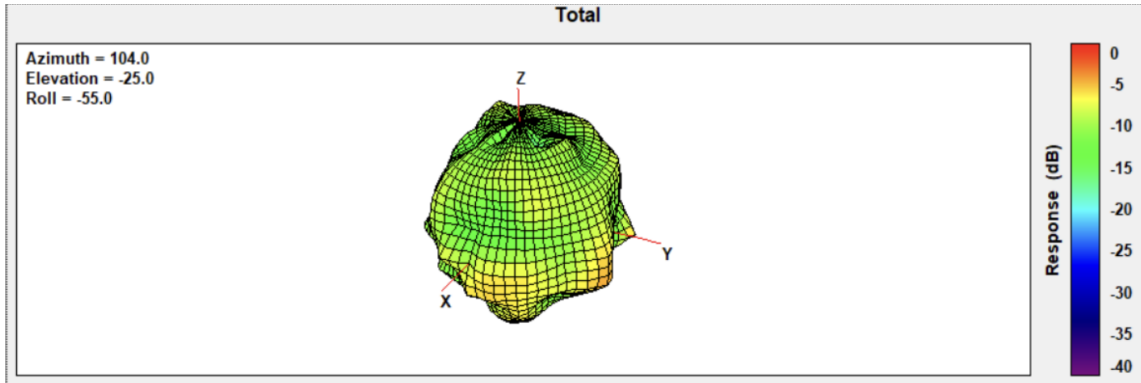 Total
Azimuth = 104.0
Elevation = -25.0
Roll = -55.0
Z
Y
X
0
-5
-10
-15
-20
-25
-30
-35
-40
Response (dB)